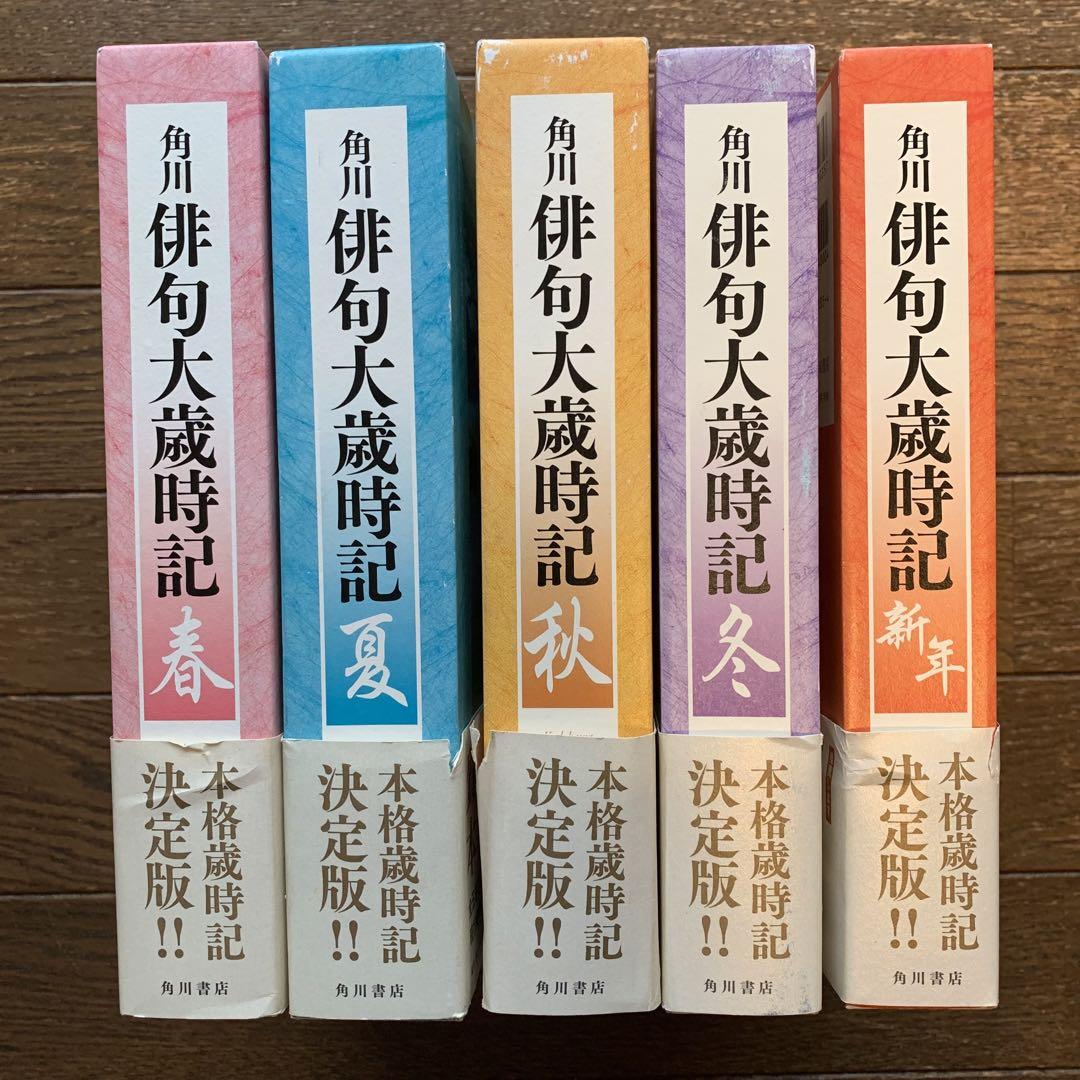 角川
俳句大歳時記
春
本格歳時記
決定版!!
角川書店
角川
俳句大歳時記
夏
本格歳時記
決定版!!
角川書店
角川
俳句大歳時記
秋
本格歳時記
決定版!!
角川書店
角川
俳句大歳時記
冬
本格歳時記
決定版!!
角川書店
角川
俳句大歳時記
新年
本格歳時記
決定版!!
角川書店